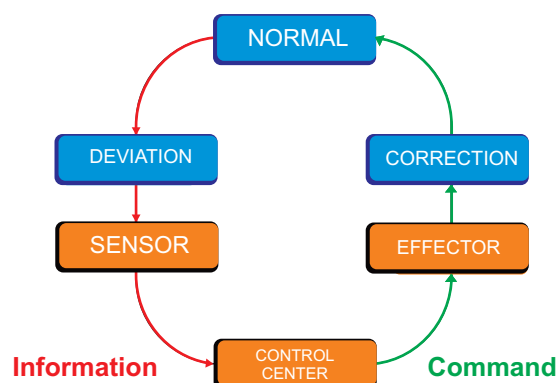 NORMAL
DEVIATION
CORRECTION
SENSOR
EFFECTOR
CONTROL
CENTER
Information
Command